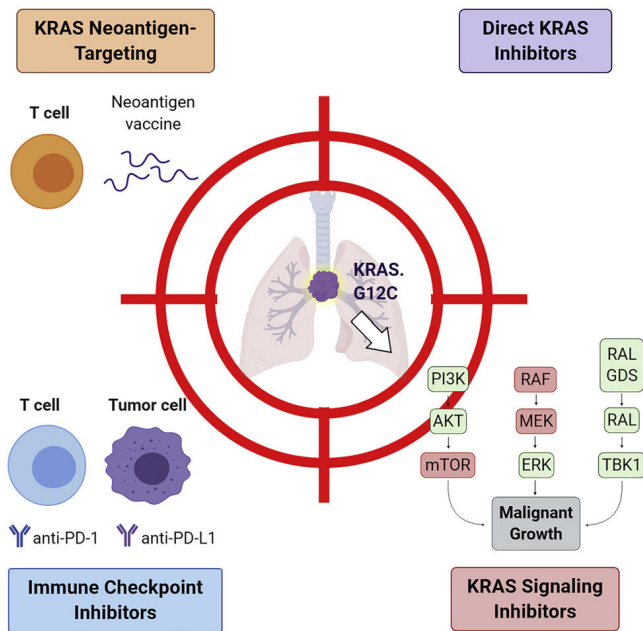 KRAS Neoantigen-
Targeting
Direct KRAS
Inhibitors
T cell
Neoantigen
vaccine
KRAS.
G12C
PI3K
AKT
mTOR
RAF
MEK
ERK
RAL
GDS
RAL
TBK1
Malignant
Growth
T cell
Tumor cell
anti-PD-1
anti-PD-L1
Immune Checkpoint
Inhibitors
KRAS Signaling
Inhibitors